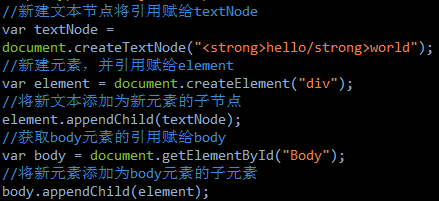 //新建文本节点将引用赋给textNode
var textNode =
document.createTextNode("<strong>hello/strong>world");
//新建元素，并引用赋给element
var element = document.createElement("div");
//将新文本添加为新元素的子节点
element.appendChild(textNode);
//获取body元素的引用赋给body
var body = document.getElementById("Body");
//将新元素添加为body元素的子元素
body.appendChild(element);